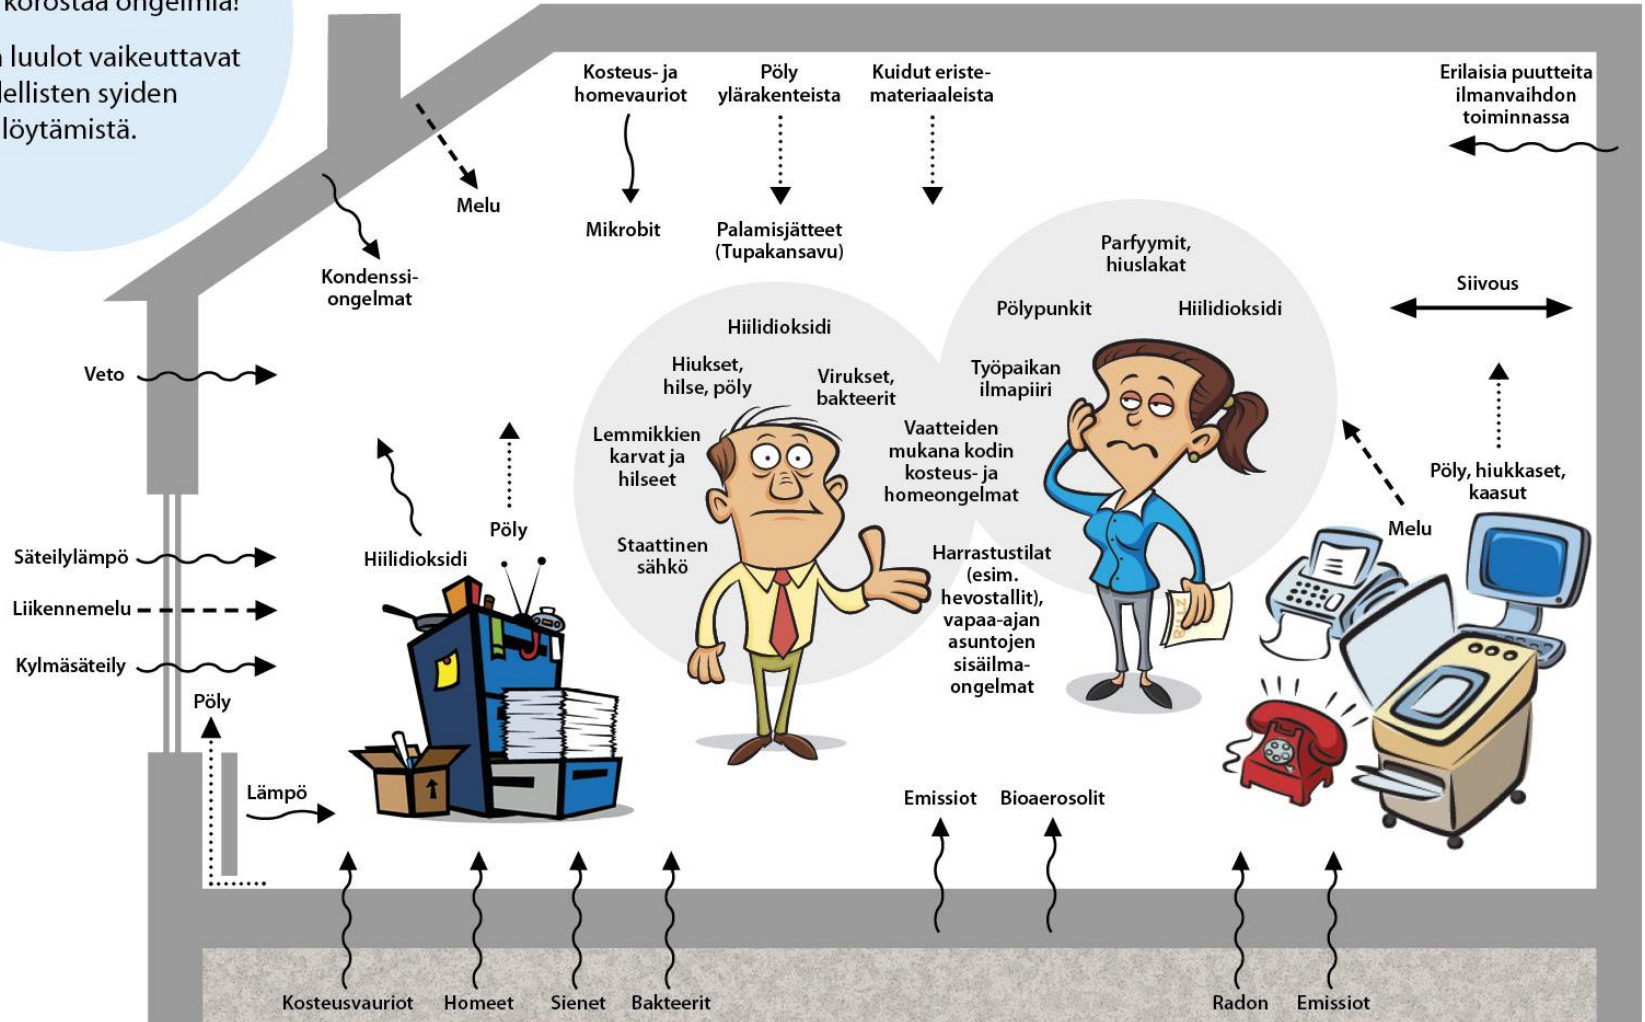 korostaa ongelmia!
luulot vaikeuttavat
syiden
löytämistä.
Kosteus- ja
homevauriot
Pöly
ylärakenteista
Kuidut eriste-
materiaaleista
Erilaisia puutteita
ilmanvaihdon
toiminnassa
Melu
Mikrobit
Palamisjätteet
(Tupakansavu)
Kondenssi-
ongelmat
Parfyymit,
hiuslakat
Siivous
Pölypunkit
Hiilidioksidi
Hiilidioksidi
Hiukset,
hilse, pöly
Virukset,
bakteerit
Työpaikan
ilmapiiri
Veto
Lemmikkien
karvat ja
hilseet
Vaatteiden
mukana kodin
kosteus- ja
homeongelmat
Pöly, hiukkaset,
kaasut
Melu
Pöly
Hiilidioksidi
Staattinen
sähkö
Harrastustilat
(esim.
hevostallit),
vapaa-ajan
asuntojen
sisäilma-
ongelmat
Säteilylämpö
Liikennemelu
Kylmäsäteily
Pöly
Lämpö
Emissiot
Bioaerosolit
Kosteusvauriot
Homeet
Sienet
Bakteerit
Radon
Emissiot